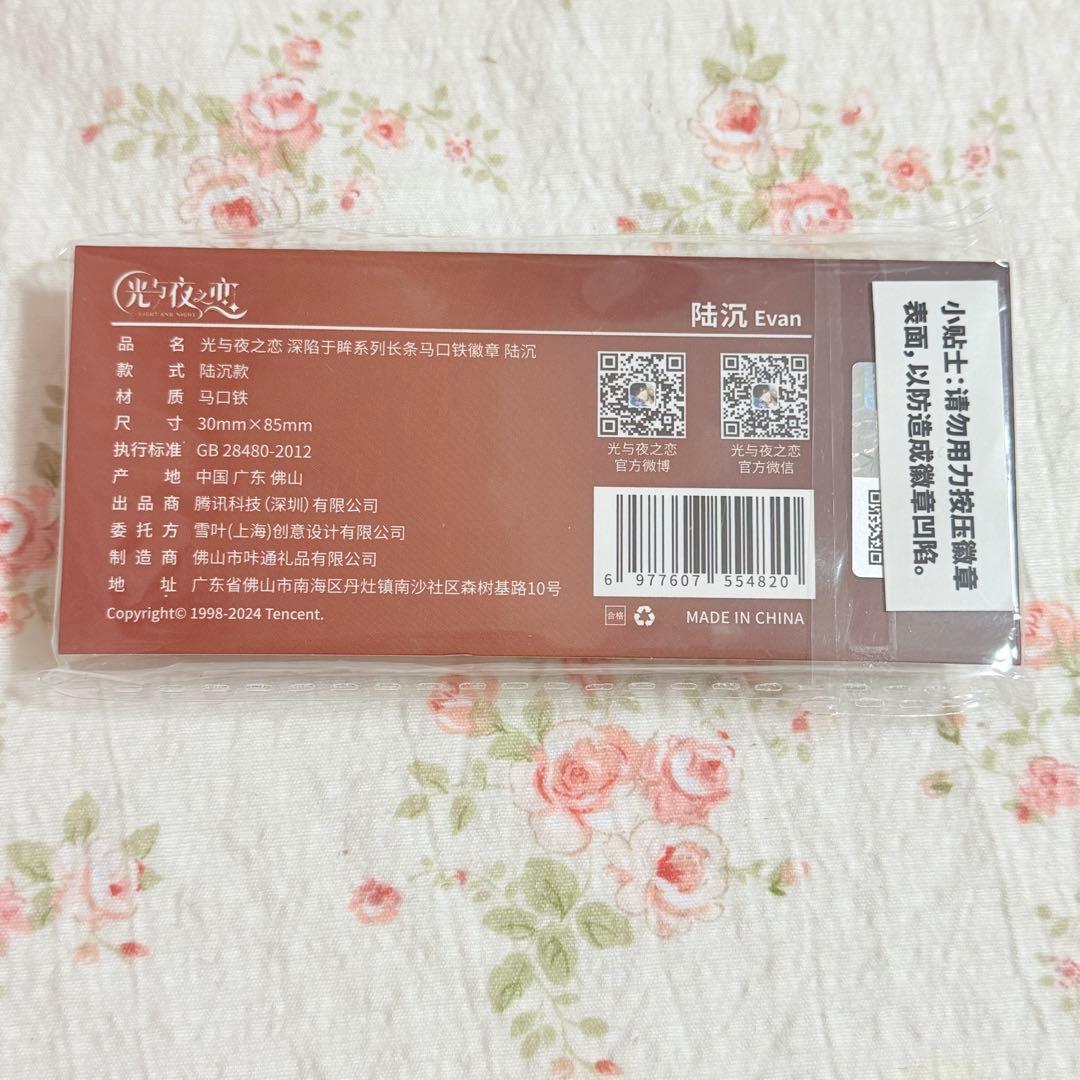 光与夜之恋
LIGHT AND NIGHT
陆沉 Evan
品 名 光与夜之恋 深陷于眸系列长条马口铁徽章 陆沉
款 式 陆沉款
材 质 马口铁
尺 寸 30mm×85mm
执行标准 GB 28480-2012
产 地 中国 广东 佛山
出 品 商 腾讯科技(深圳)有限公司
委 托 方 雪叶(上海)创意设计有限公司
制 造 商 佛山市咔通礼品有限公司
地 址 广东省佛山市南海区丹灶镇南沙社区森树基路10号
Copyright© 1998-2024 Tencent.
光与夜之恋
官方微博
光与夜之恋
官方微信
6 977607 554820
合格
MADE IN CHINA
小贴士:请勿用力按压徽章
表面,以防造成徽章凹陷。